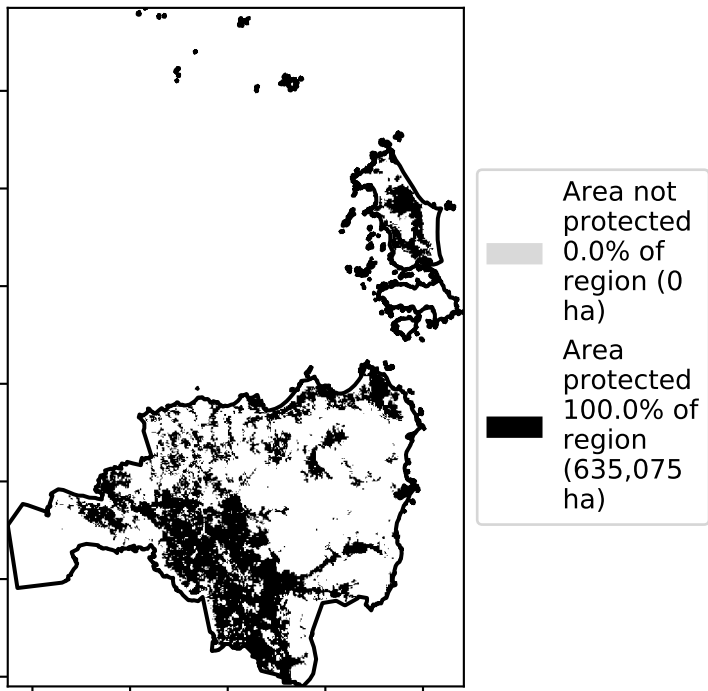 Area not
protected
0.0% of
region (0
ha)
Area
protected
100.0% of
region
(635,075
ha)